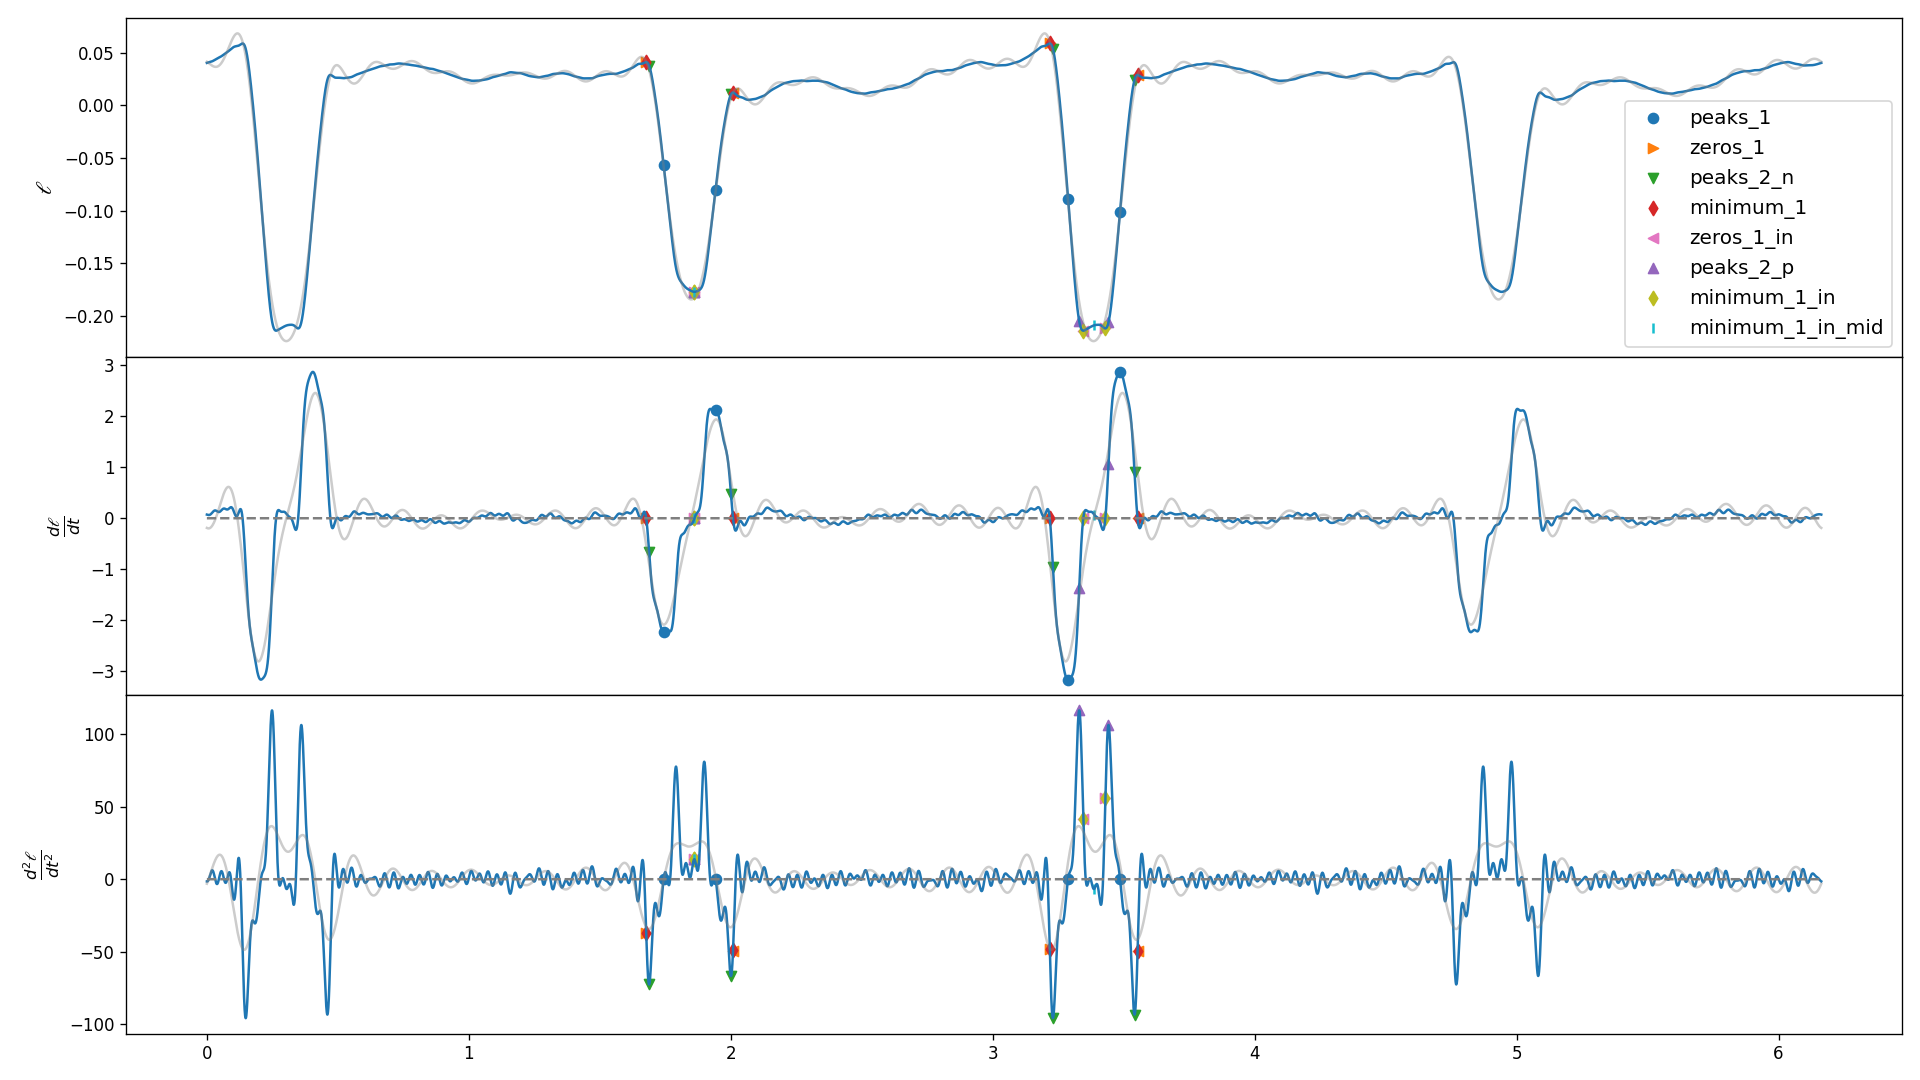 0.05
0.00
−0.05
−0.10
−0.15
−0.20
ℓ
peaks_1
zeros_1
peaks_2_n
minimum_1
zeros_1_in
peaks_2_p
minimum_1_in
minimum_1_in_mid
3
2
1
0
−1
−2
−3
dℓ
dt
100
50
0
−50
−100
d²ℓ
dt²
0 1 2 3 4 5 6